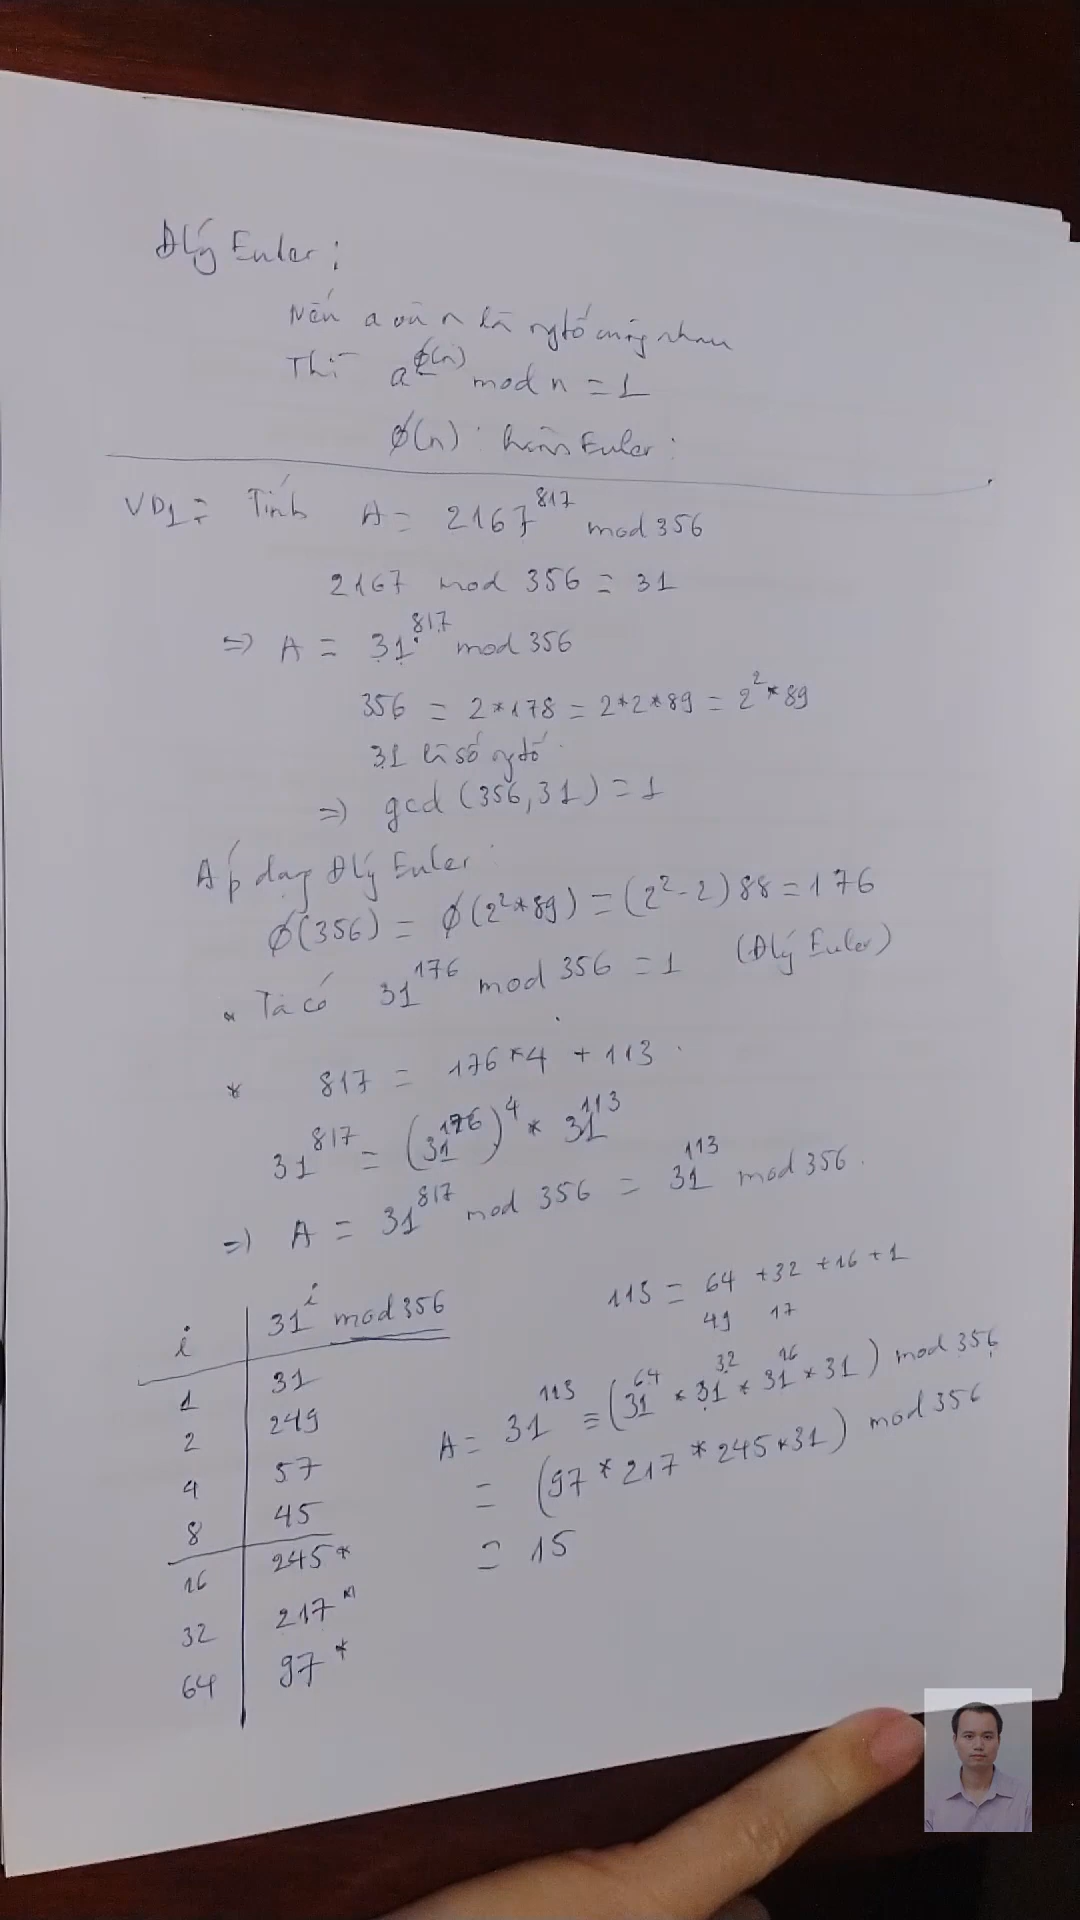 Đlý Euler:
Nếu a và n là ngtố cùng nhau
Thì a^ϕ(n) mod n = 1
ϕ(n): hàm Euler:
VD1: Tính A = 2167^817 mod 356
2167 mod 356 = 31
=> A = 31^817 mod 356
356 = 2*178 = 2*2*89 = 2^2*89
31 là số ngtố.
=> gcd(356,31) = 1
Áp dụng Đlý Euler:
ϕ(356) = ϕ(2^2*89) = (2^2-2)88 = 176
* Ta có 31^176 mod 356 = 1 (Đlý Euler)
* 817 = 176*4 + 113.
31^817 = (31^176)^4 * 31^113
=> A = 31^817 mod 356 = 31^113 mod 356.
i 31^i mod 356
1 31
2 249
4 57
8 45
16 245*
32 217*
64 97*
113 = 64 +32 +16 +1
49 17
A = 31^113 = (31^64 * 31^32 * 31^16 * 31) mod 356
= (97 * 217 * 245 * 31) mod 356
= 15